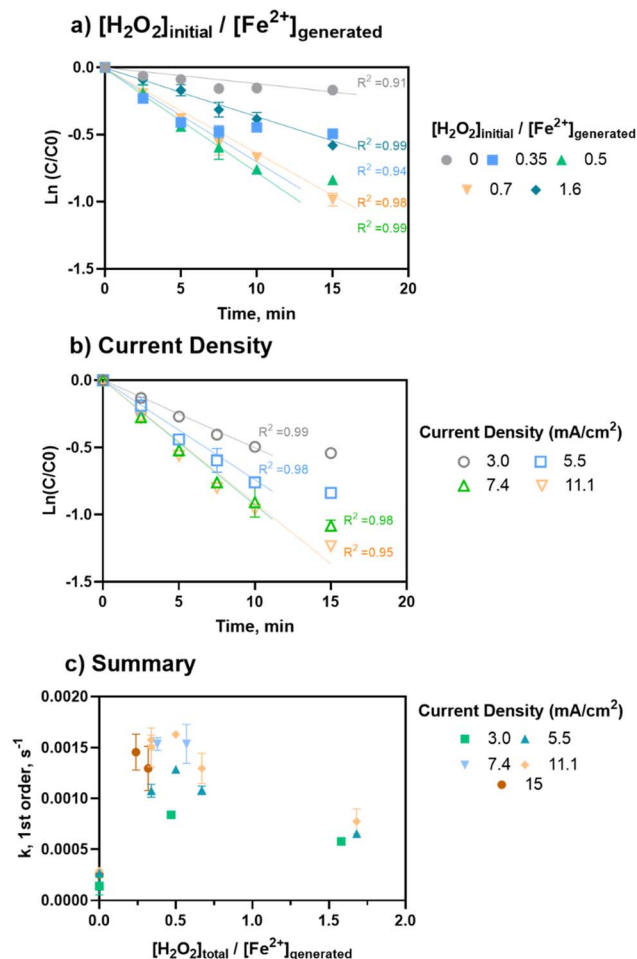 a) [H₂O₂]initial / [Fe²⁺]generated
0.0
-0.5
-1.0
-1.5
Ln (C/C0)
R² =0.91
R² =0.99
R² =0.94
R² =0.98
R² =0.99
0 5 10 15 20
Time, min
[H₂O₂]initial / [Fe²⁺]generated
0 0.35 0.5
0.7 1.6
b) Current Density
0.0
-0.5
-1.0
-1.5
Ln(C/C0)
R² =0.99
R² =0.98
R² =0.98
R² =0.95
0 5 10 15 20
Time, min
Current Density (mA/cm²)
3.0 5.5
7.4 11.1
c) Summary
0.0020
0.0015
0.0010
0.0005
0.0000
k, 1st order, s⁻¹
0.0 0.5 1.0 1.5 2.0
[H₂O₂]total / [Fe²⁺]generated
Current Density (mA/cm²)
3.0 5.5
7.4 11.1
15